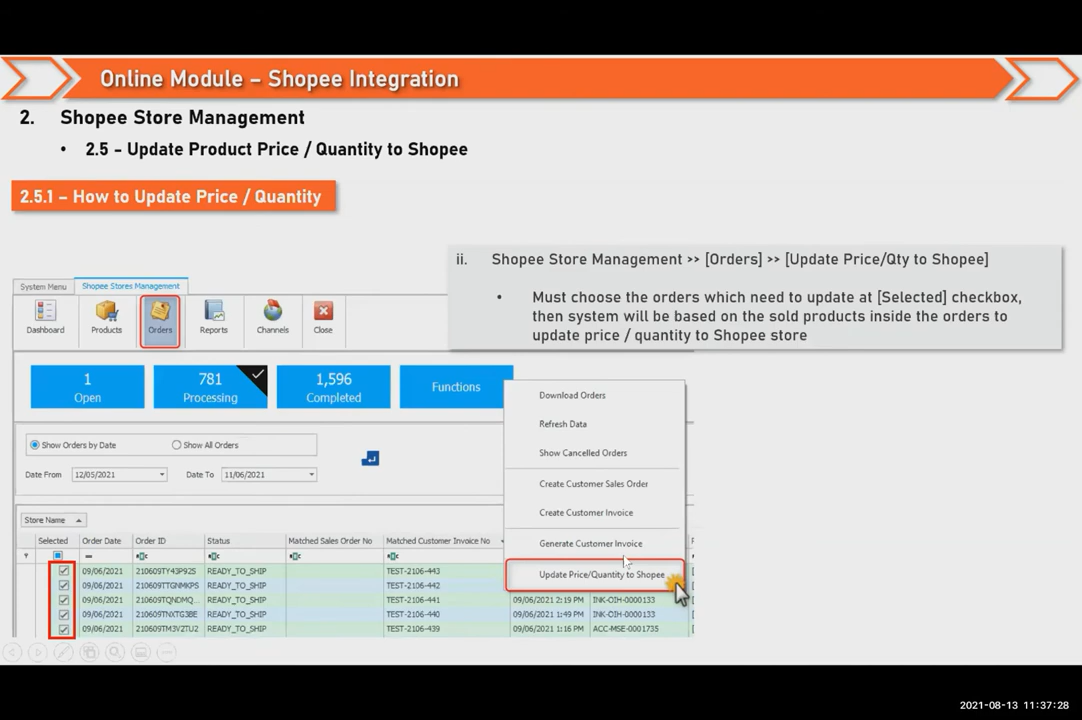 Online Module – Shopee Integration
2. Shopee Store Management
• 2.5 - Update Product Price / Quantity to Shopee
2.5.1 – How to Update Price / Quantity
ii. Shopee Store Management >> [Orders] >> [Update Price/Qty to Shopee]
• Must choose the orders which need to update at [Selected] checkbox,
then system will be based on the sold products inside the orders to
update price / quantity to Shopee store
System Menu Shopee Stores Management
Dashboard Products Orders Reports Channels Close
1 Open
781 Processing
1,596 Completed
Functions
Download Orders
Refresh Data
Show Cancelled Orders
Create Customer Sales Order
Create Customer Invoice
Generate Customer Invoice
Update Price/Quantity to Shopee
Show Orders by Date Show All Orders
Date From 12/05/2021 Date To 11/06/2021
Store Name
Selected Order Date Order ID Status Matched Sales Order No Matched Customer Invoice No
09/06/2021 210609TY43P92S READY_TO_SHIP TEST-2106-443
09/06/2021 210609TTGNMKPS READY_TO_SHIP TEST-2106-442
09/06/2021 210609TQNDMQ... READY_TO_SHIP TEST-2106-441 09/06/2021 2:19 PM INK-OIH-0000133
09/06/2021 210609TNXTG3BE READY_TO_SHIP TEST-2106-440 09/06/2021 1:49 PM INK-OIH-0000133
09/06/2021 210609TM3V2TU2 READY_TO_SHIP TEST-2106-439 09/06/2021 1:16 PM ACC-MSE-0001735
2021-08-13 11:37:28